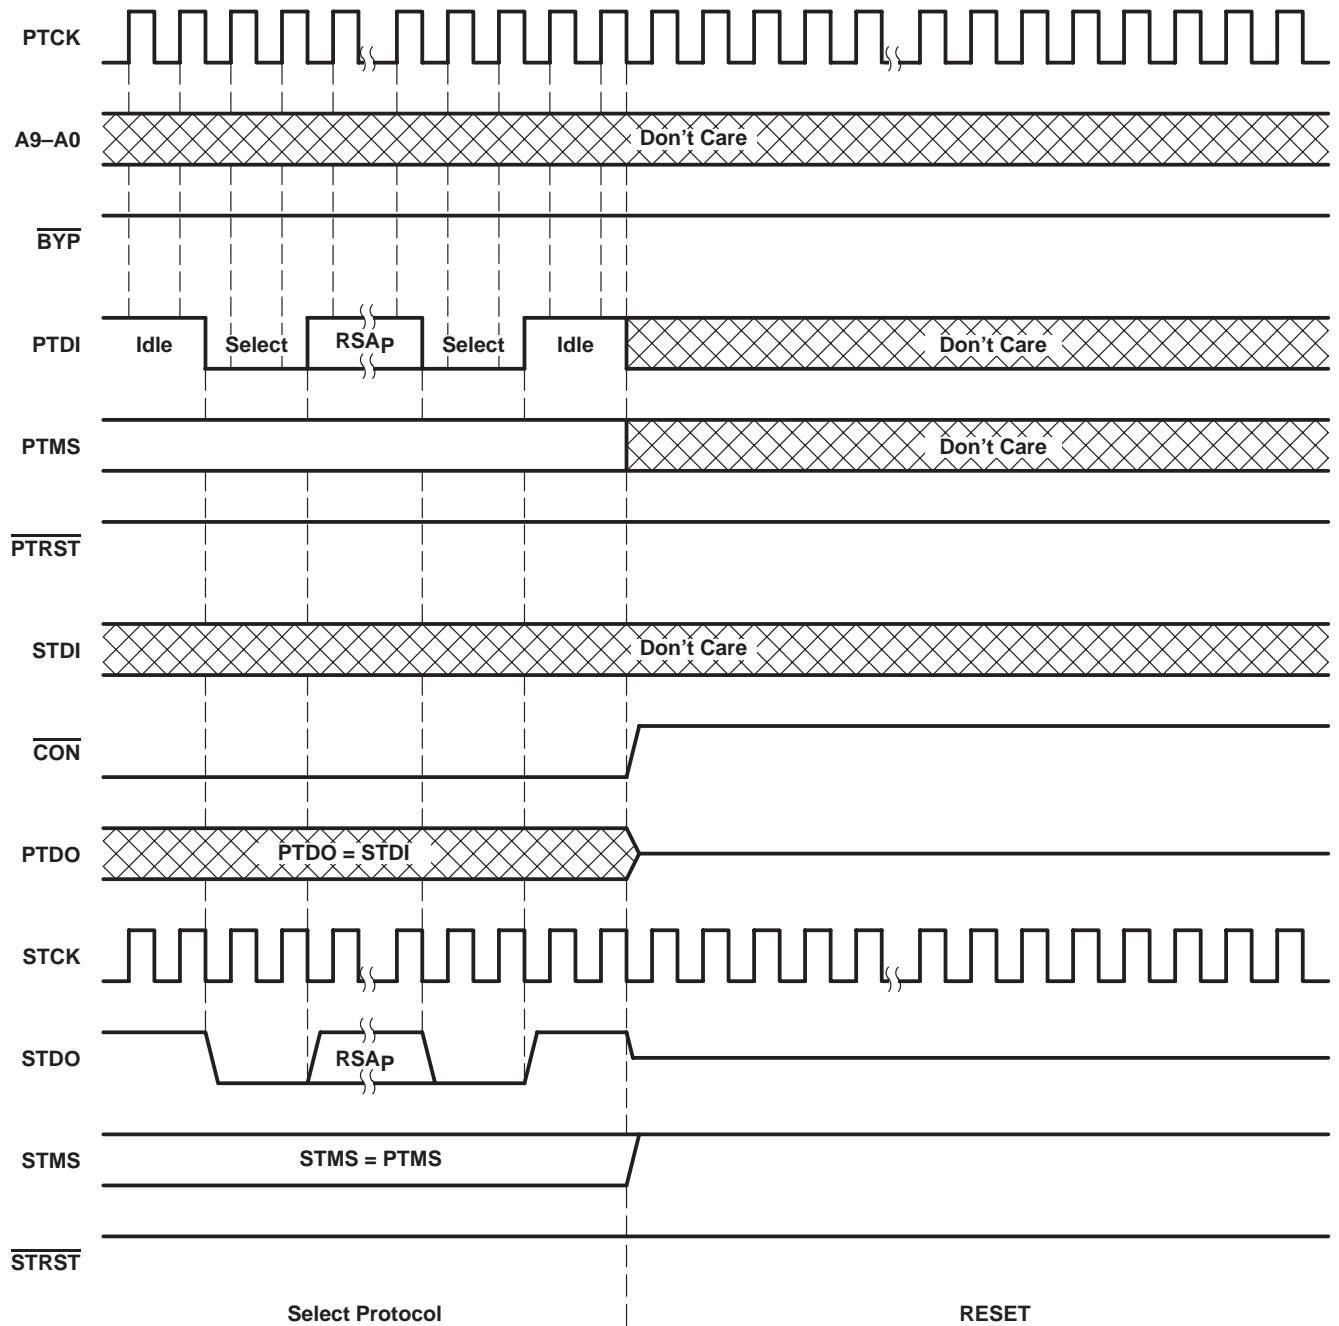 PTCK
A9–A0 Don't Care
BYP
PTDI Idle Select RSAP Select Idle Don't Care
PTMS Don't Care
PTRST
STDI Don't Care
CON
PTDO PTDO = STDI
STCK
STDO RSAP
STMS STMS = PTMS
STRST
Select Protocol RESET